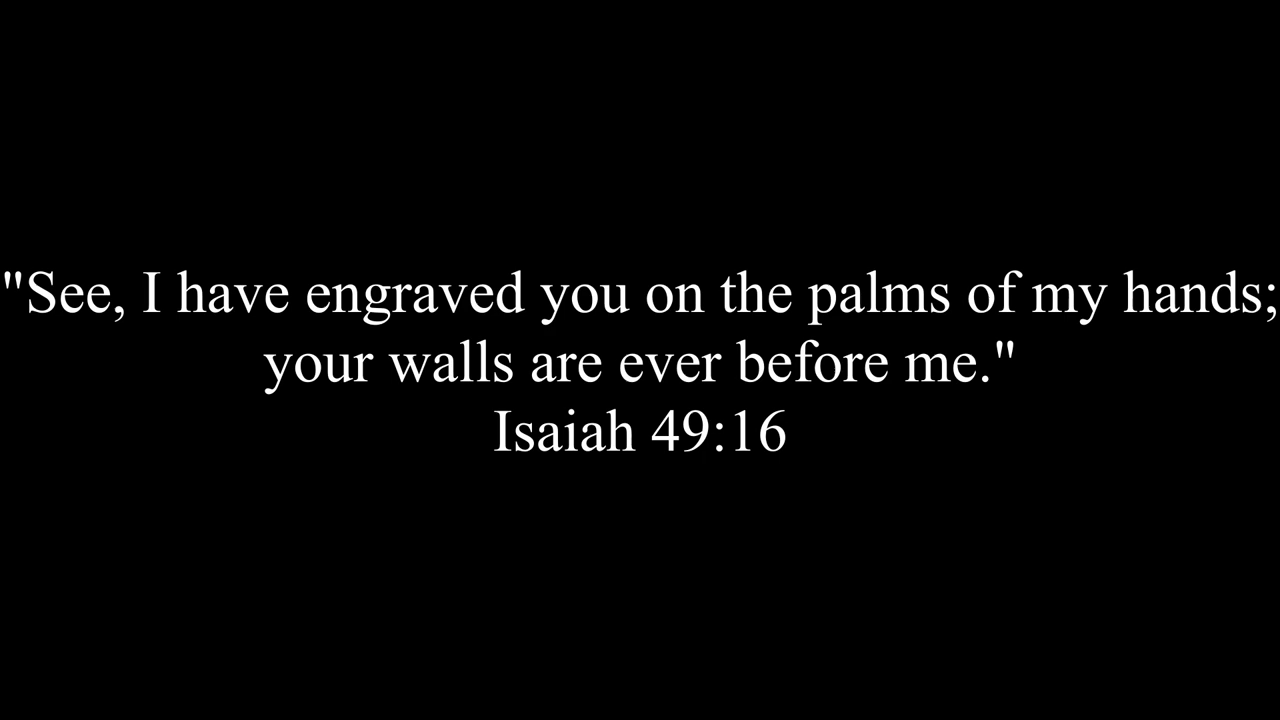 "See, I have engraved you on the palms of my hands;
your walls are ever before me."
Isaiah 49:16